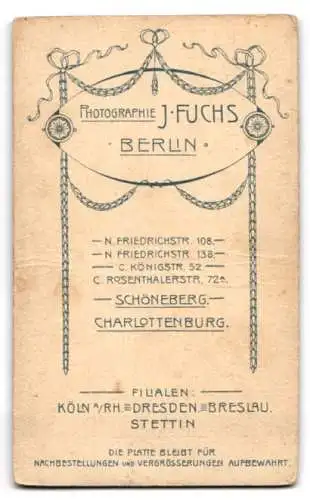 PHOTOGRAPHIE J. FUCHS
BERLIN
N. FRIEDRICHSTR. 108.
N. FRIEDRICHSTR. 138.
C. KÖNIGSTR. 52
C. ROSENTHALERSTR. 72a.
SCHÖNEBERG.
CHARLOTTENBURG.
FILIALEN:
KÖLN A/RH. DRESDEN. BRESLAU.
STETTIN
DIE PLATTE BLEIBT FÜR
NACHBESTELLUNGEN UND VERGRÖSSERUNGEN AUFBEWAHRT.